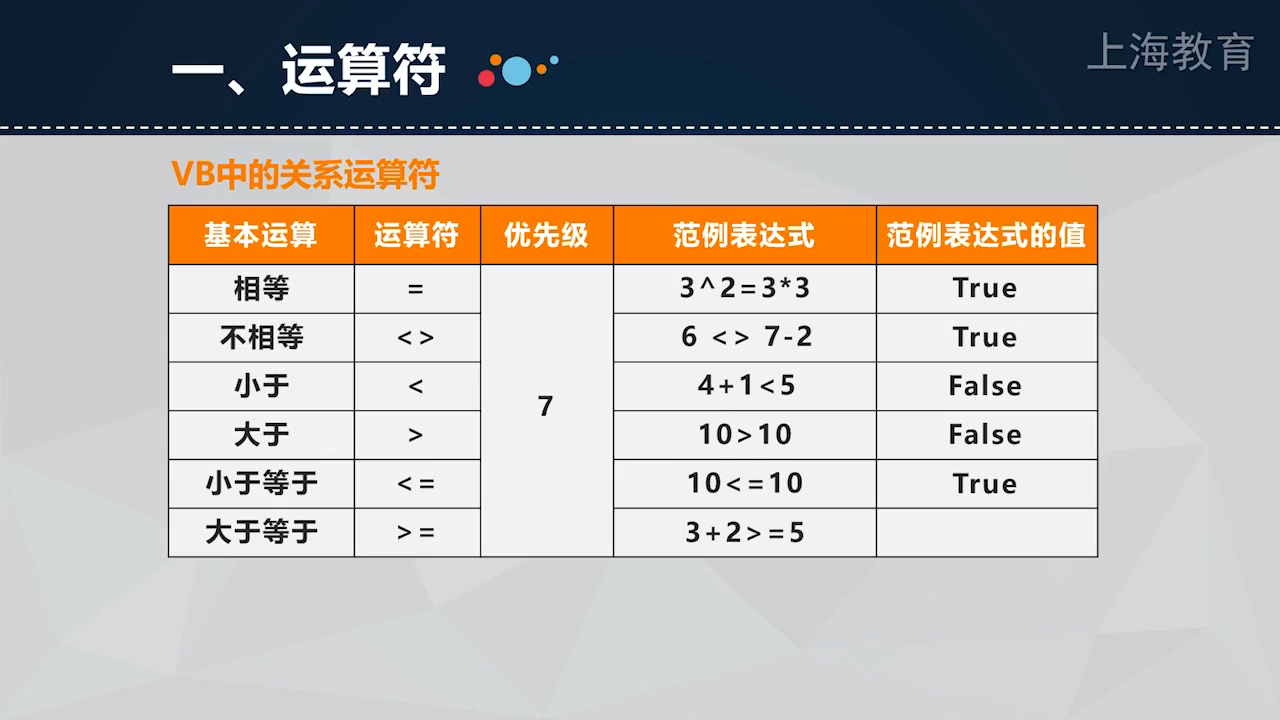 一、运算符
上海教育
VB中的关系运算符
基本运算 运算符 优先级 范例表达式 范例表达式的值
相等 = 3^2=3*3 True
不相等 <> 6 <> 7-2 True
小于 < 4+1<5 False
7
大于 > 10>10 False
小于等于 <= 10<=10 True
大于等于 >= 3+2>=5